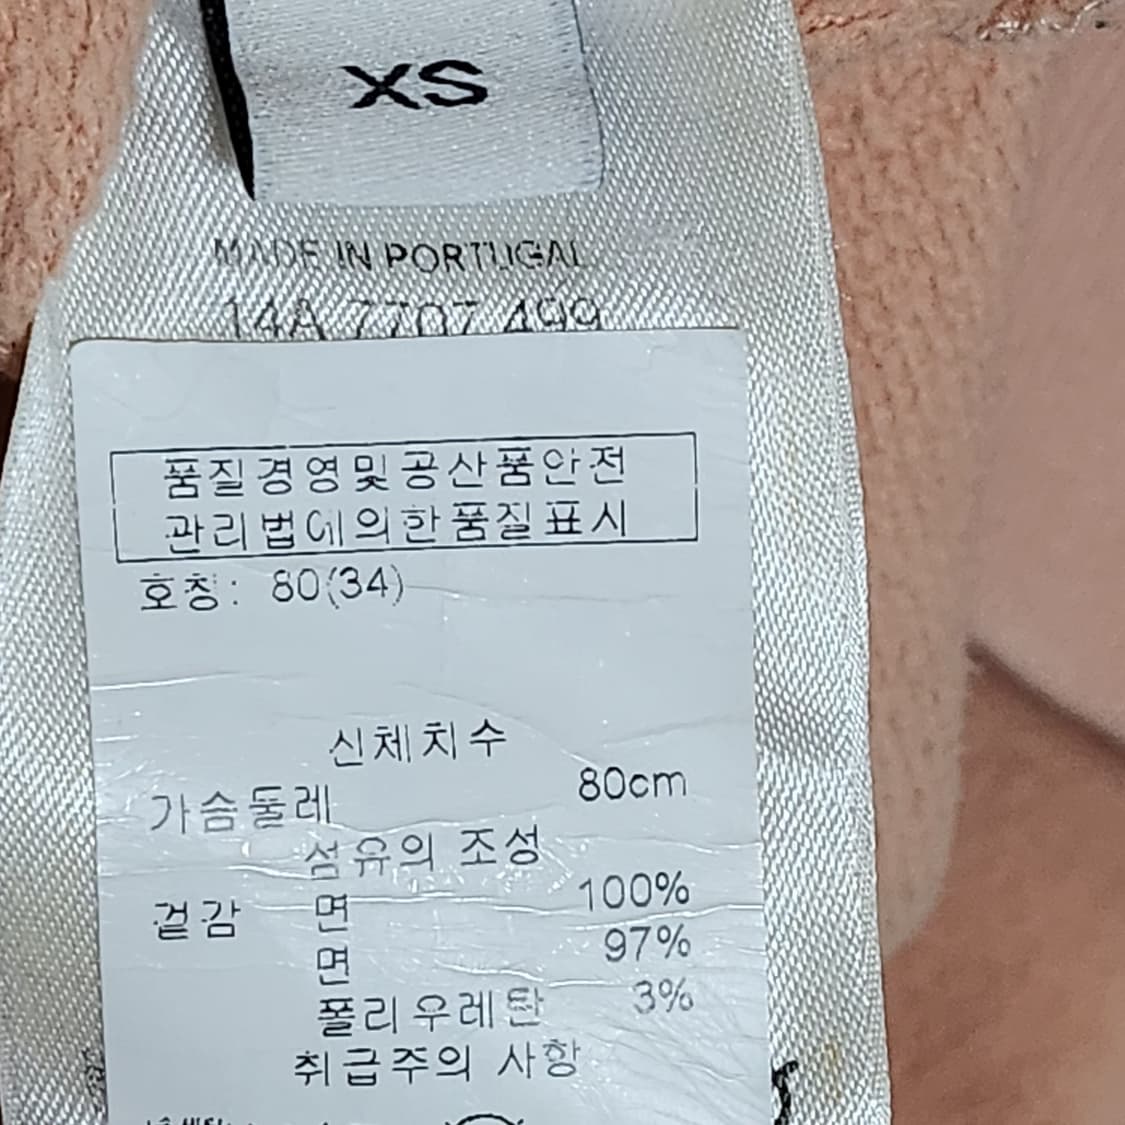 XS
MADE IN PORTUGAL
14A 7707 499
품질경영및공산품안전
관리법에의한품질표시
호칭: 80(34)
신체치수
가슴둘레 80cm
섬유의 조성
겉감 면 100%
면 97%
폴리우레탄 3%
취급주의 사항